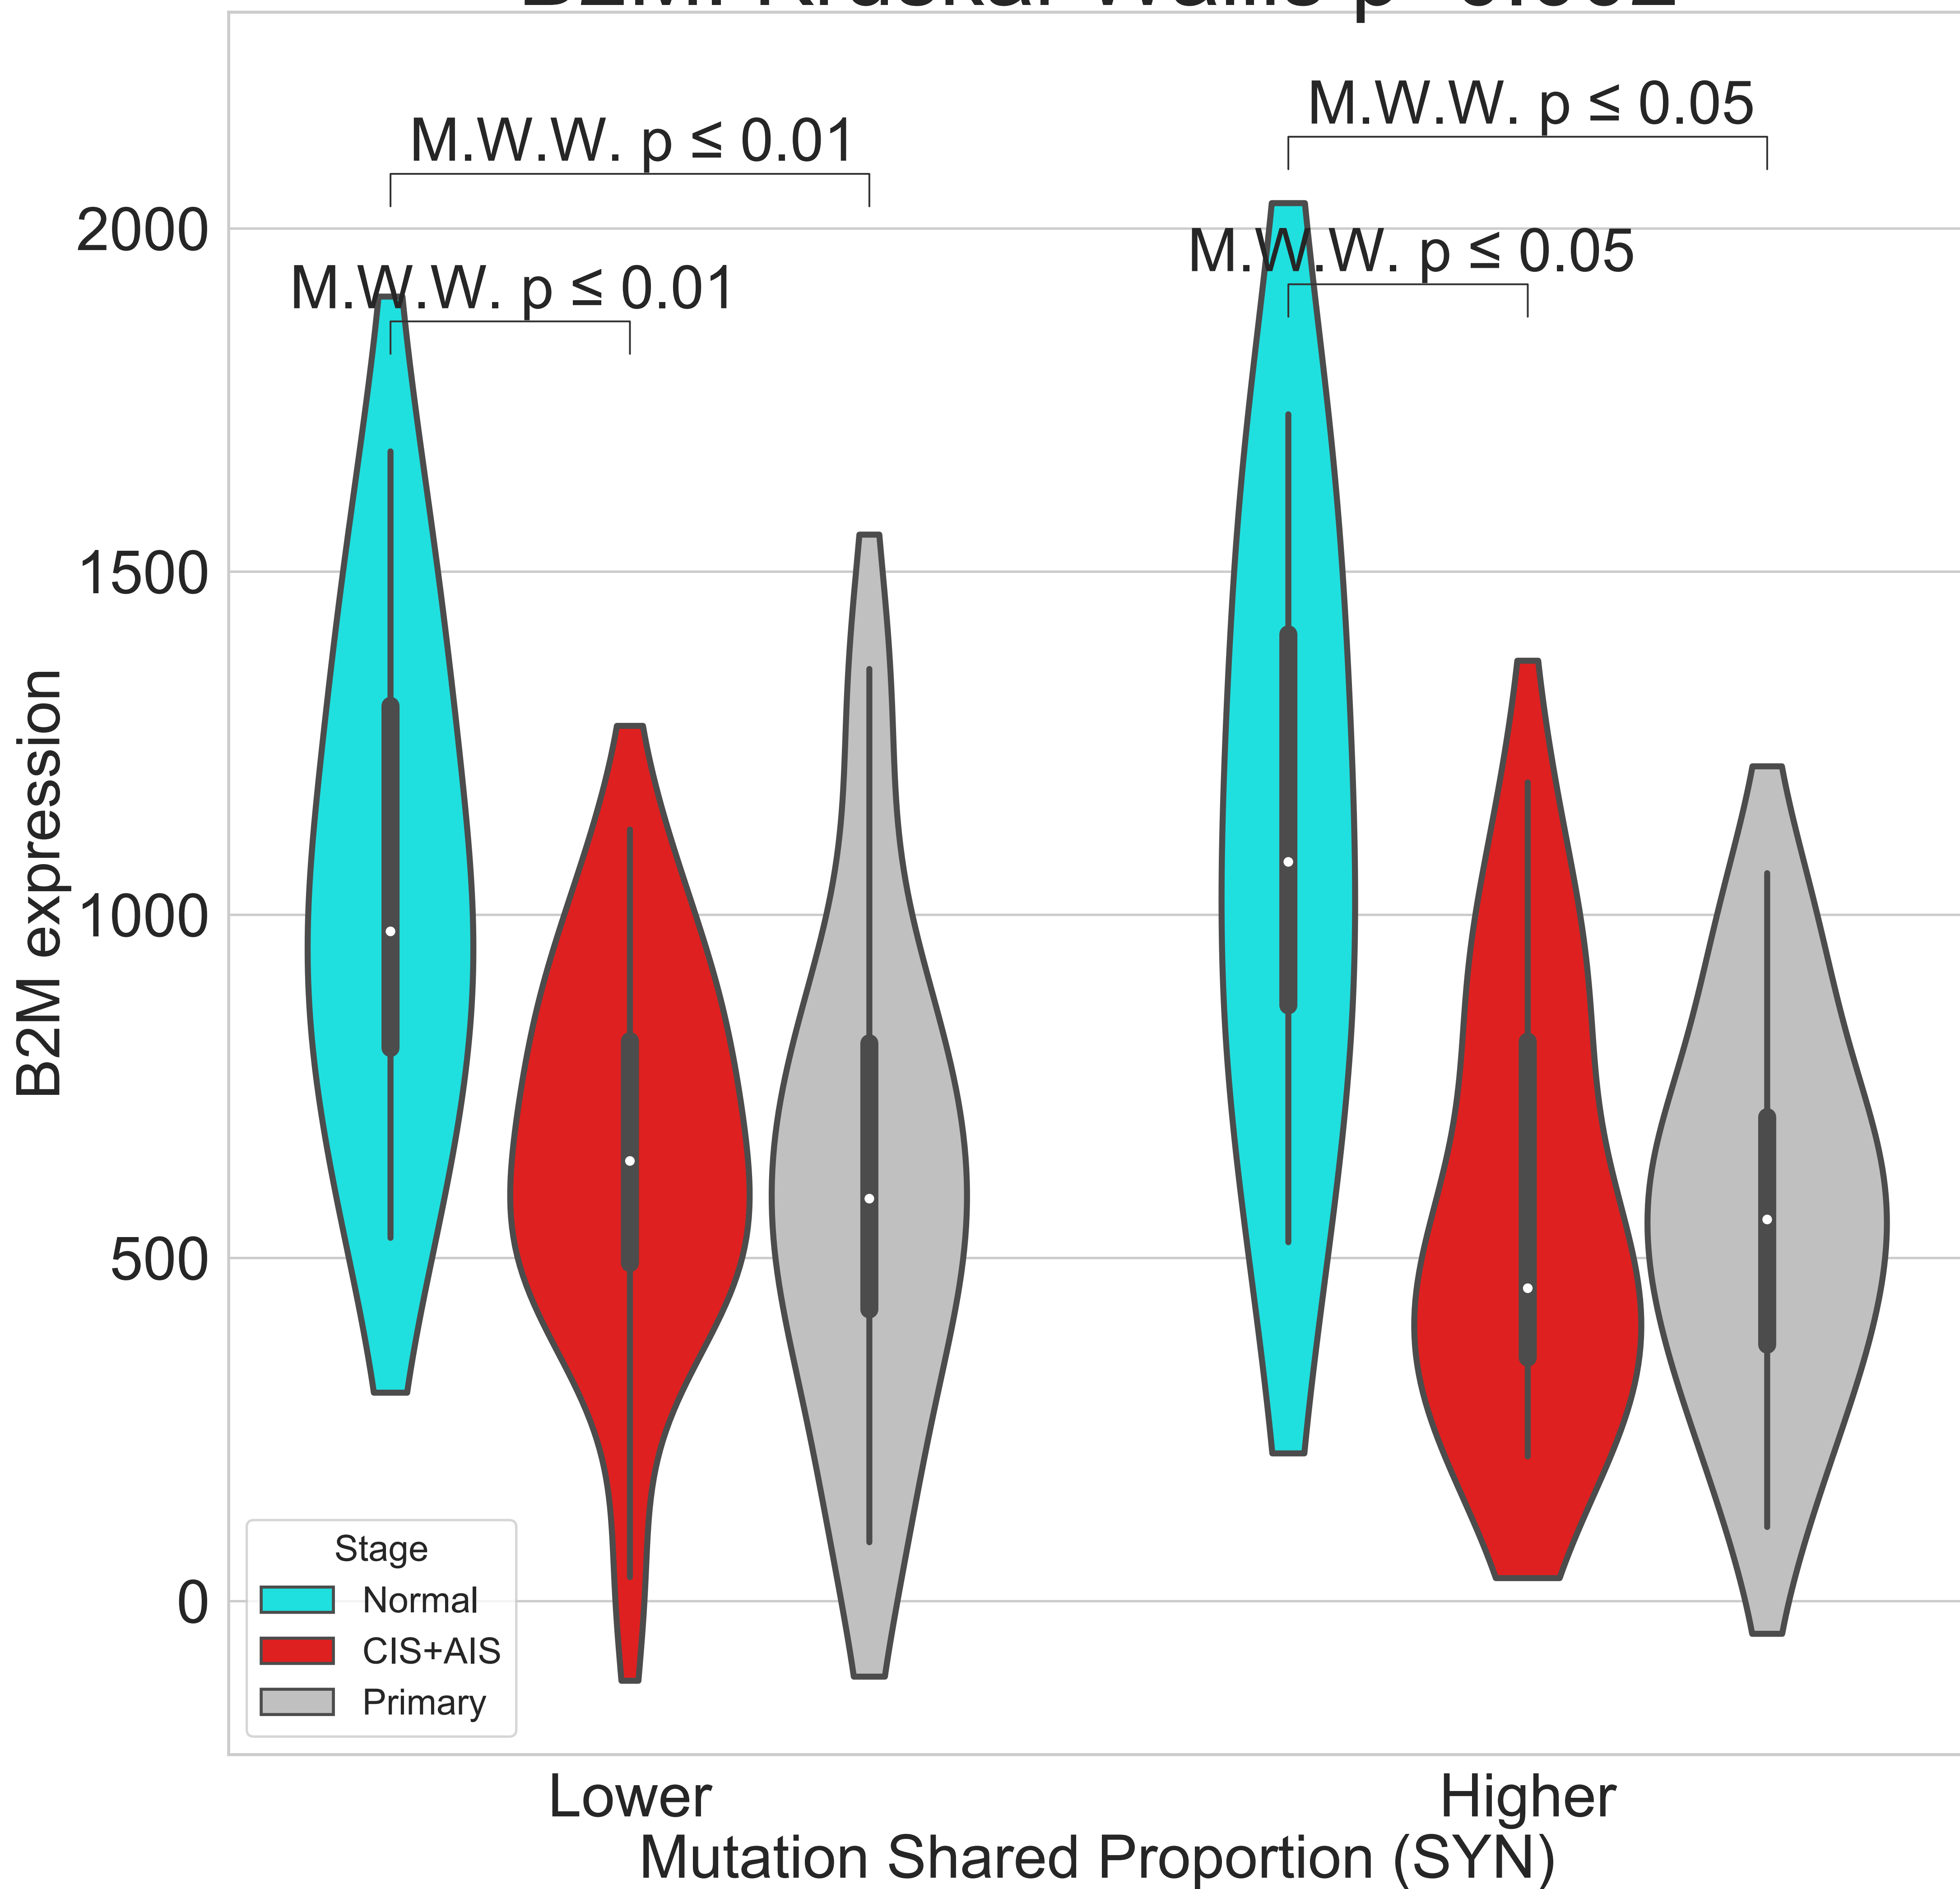 M.W.W. p ≤ 0.05
M.W.W. p ≤ 0.01
2000
M.W.W. p ≤ 0.05
M.W.W. p ≤ 0.01
1500
B2M expression
1000
500
Stage
Normal
0
CIS+AIS
Primary
Lower
Higher
Mutation Shared Proportion (SYN)